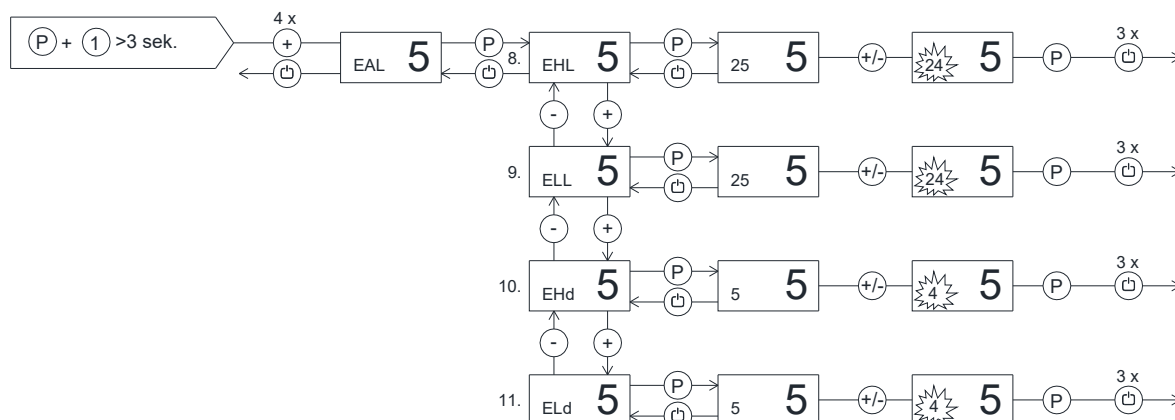 4 x
P + 1 >3 sek.
+
EAL 5
P
8.
EHL 5
P
25 5
+/-
24 5
P
3 x
-
+
9.
ELL 5
P
25 5
+/-
24 5
P
3 x
-
+
10.
EHd 5
P
5 5
+/-
4 5
P
3 x
-
+
11.
ELd 5
P
5 5
+/-
4 5
P
3 x